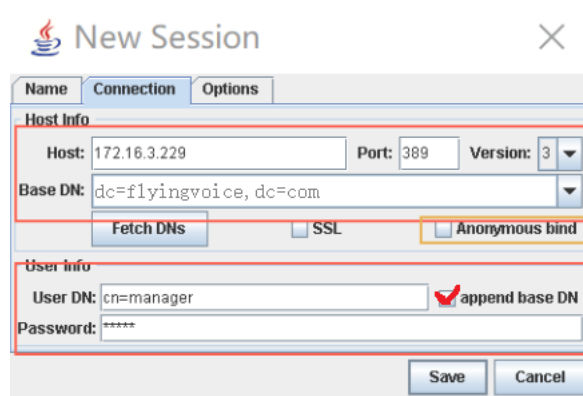 New Session
Name Connection Options
Host Info
Host: 172.16.3.229 Port: 389 Version: 3
Base DN: dc=flyingvoice,dc=com
Fetch DNs SSL Anonymous bind
User Info
User DN: cn=manager append base DN
Password: *****
Save Cancel